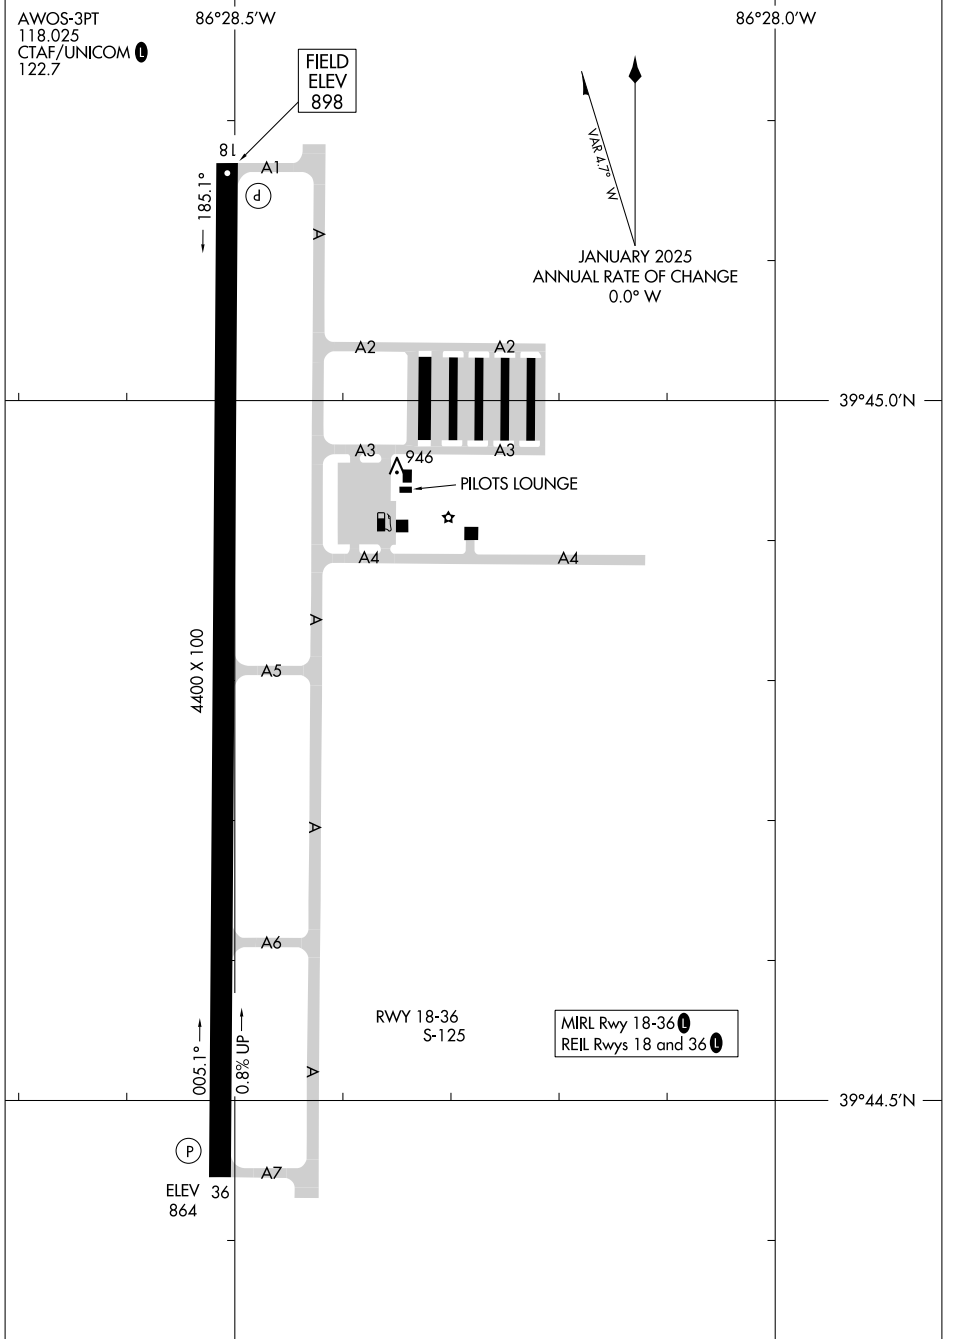 AWOS-3PT
118.025
CTAF/UNICOM L
122.7
86°28.5'W
86°28.0'W
FIELD
ELEV
898
18
A1
P
185.1°
A
VAR 4.7° W
JANUARY 2025
ANNUAL RATE OF CHANGE
0.0° W
A2
A2
39°45.0'N
A3
A3
946
PILOTS LOUNGE
A4
A4
A
4400 X 100
A5
A
A6
RWY 18-36
S-125
MIRL Rwy 18-36 L
REIL Rwys 18 and 36 L
005.1°
0.8% UP
A
39°44.5'N
P
A7
ELEV
864
36